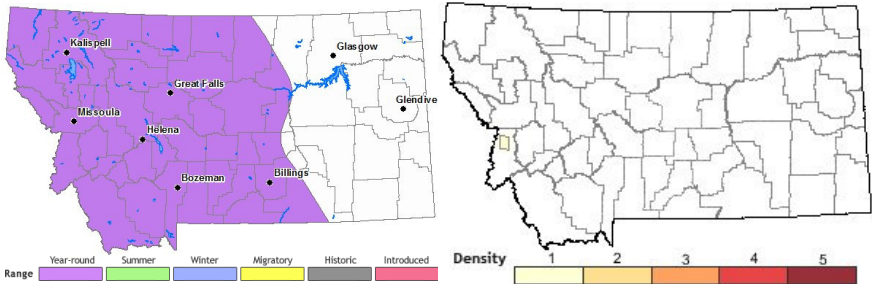 Kalispell
Glasgow
Great Falls
Glendive
Missoula
Helena
Bozeman
Billings
Range Year-round Summer Winter Migratory Historic Introduced
Density 1 2 3 4 5